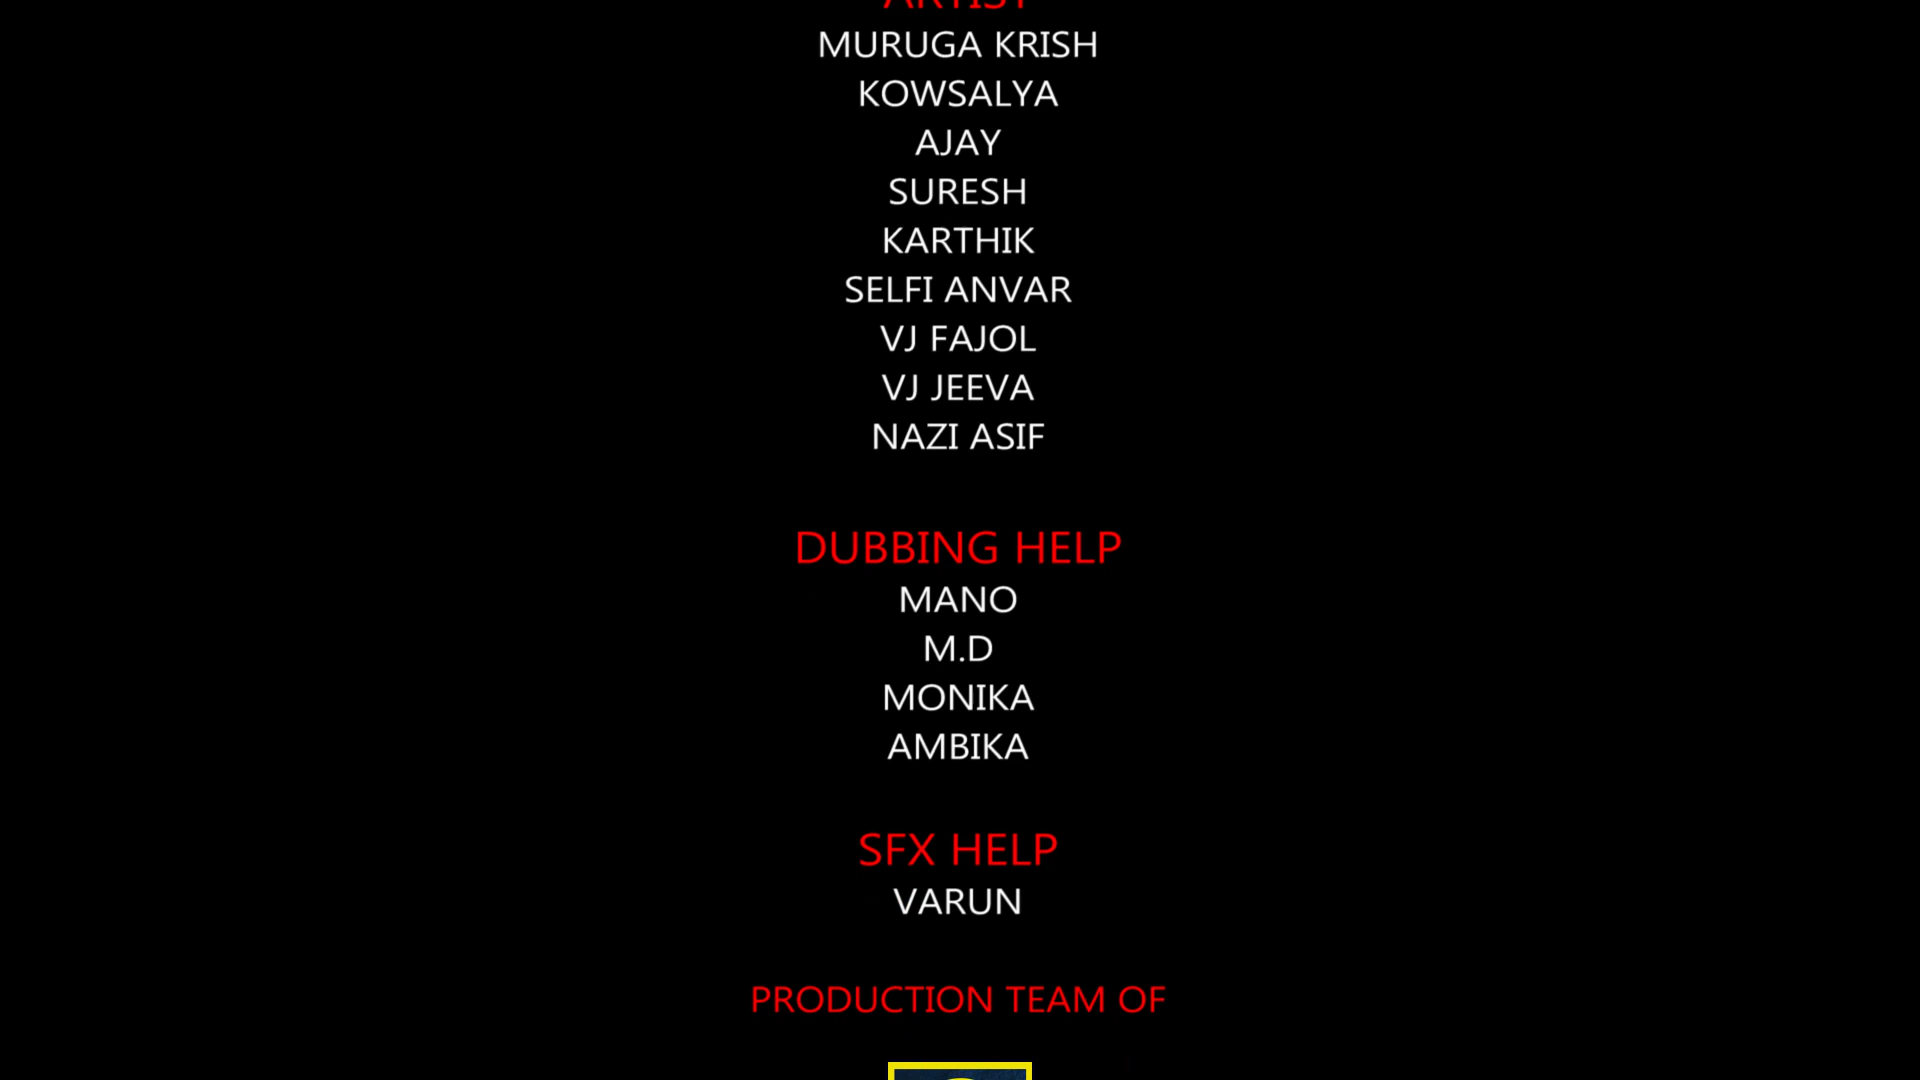 ARTIST
MURUGA KRISH
KOWSALYA
AJAY
SURESH
KARTHIK
SELFI ANVAR
VJ FAJOL
VJ JEEVA
NAZI ASIF
DUBBING HELP
MANO
M.D
MONIKA
AMBIKA
SFX HELP
VARUN
PRODUCTION TEAM OF